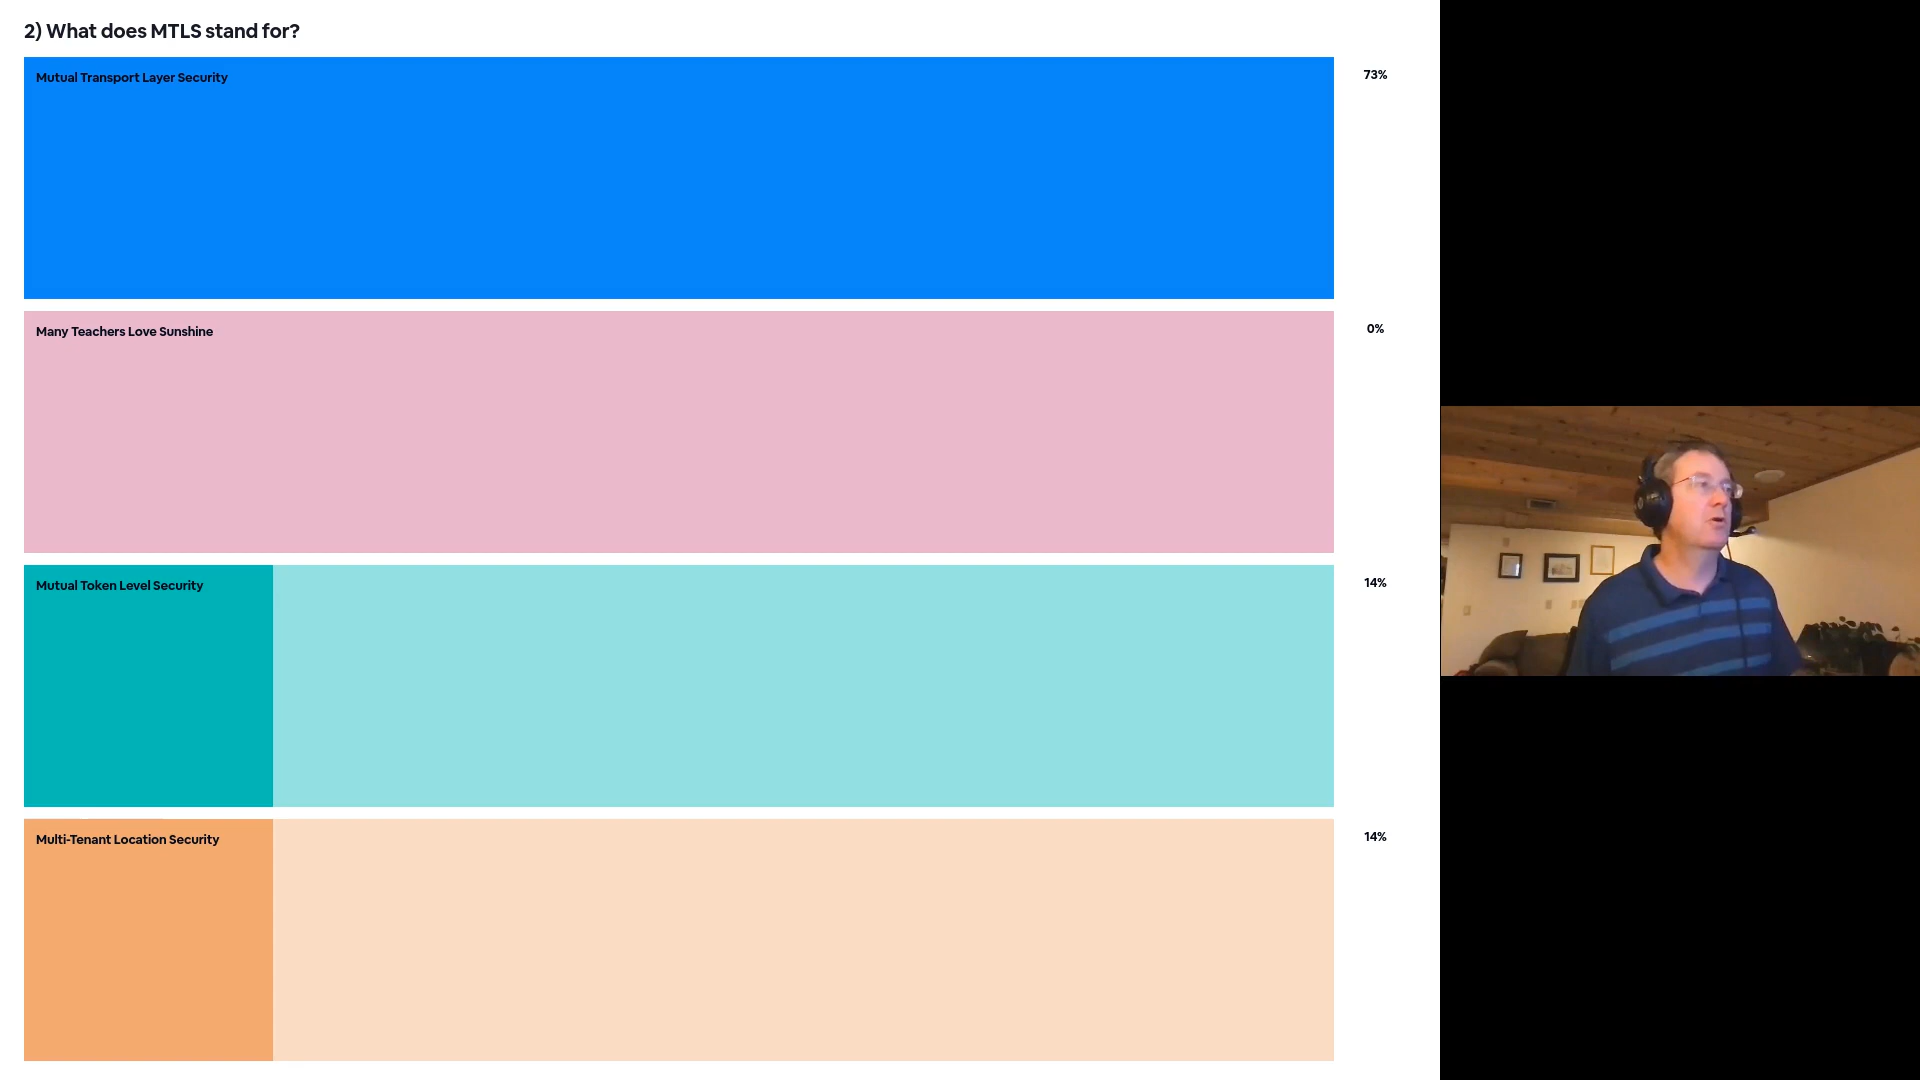 2) What does MTLS stand for?
Mutual Transport Layer Security
73%
Many Teachers Love Sunshine
0%
Mutual Token Level Security
14%
Multi-Tenant Location Security
14%